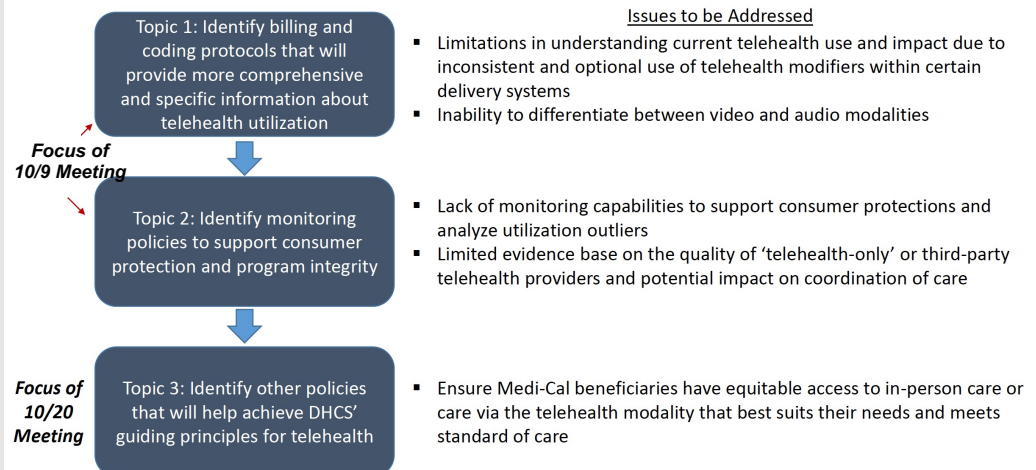 Issues to be Addressed
Topic 1: Identify billing and
coding protocols that will
provide more comprehensive
and specific information about
telehealth utilization
▪ Limitations in understanding current telehealth use and impact due to
inconsistent and optional use of telehealth modifiers within certain
delivery systems
▪ Inability to differentiate between video and audio modalities
Focus of
10/9 Meeting
Topic 2: Identify monitoring
policies to support consumer
protection and program integrity
▪ Lack of monitoring capabilities to support consumer protections and
analyze utilization outliers
▪ Limited evidence base on the quality of ‘telehealth-only’ or third-party
telehealth providers and potential impact on coordination of care
Focus of
10/20
Meeting
Topic 3: Identify other policies
that will help achieve DHCS’
guiding principles for telehealth
▪ Ensure Medi-Cal beneficiaries have equitable access to in-person care or
care via the telehealth modality that best suits their needs and meets
standard of care